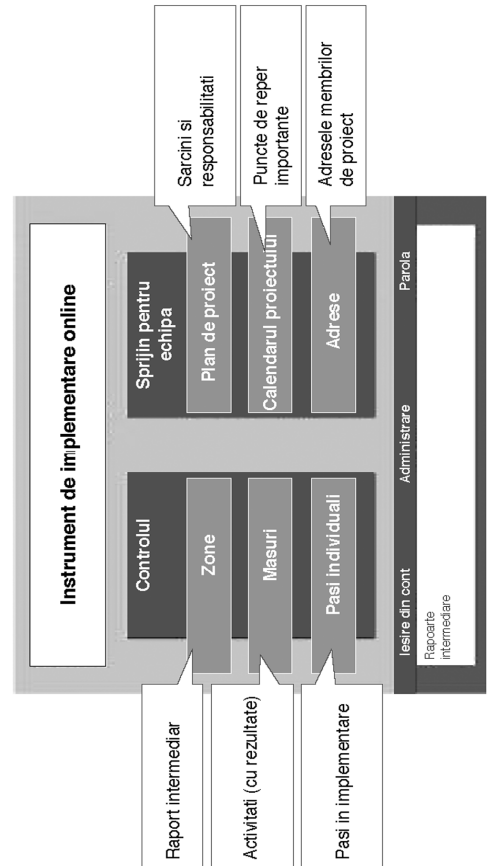 Instrument de implementare online
Controlul
Zone
Masuri
Pasi individuali
Sprijin pentru
echipa
Plan de proiect
Calendarul proiectului
Adrese
Raport intermediar
Activitati (cu rezultate)
Pasi in implementare
Sarcini si
responsabilitati
Puncte de reper
importante
Adresele membrilor
de proiect
Iesire din cont
Administrare
Parola
Rapoarte
intermediare